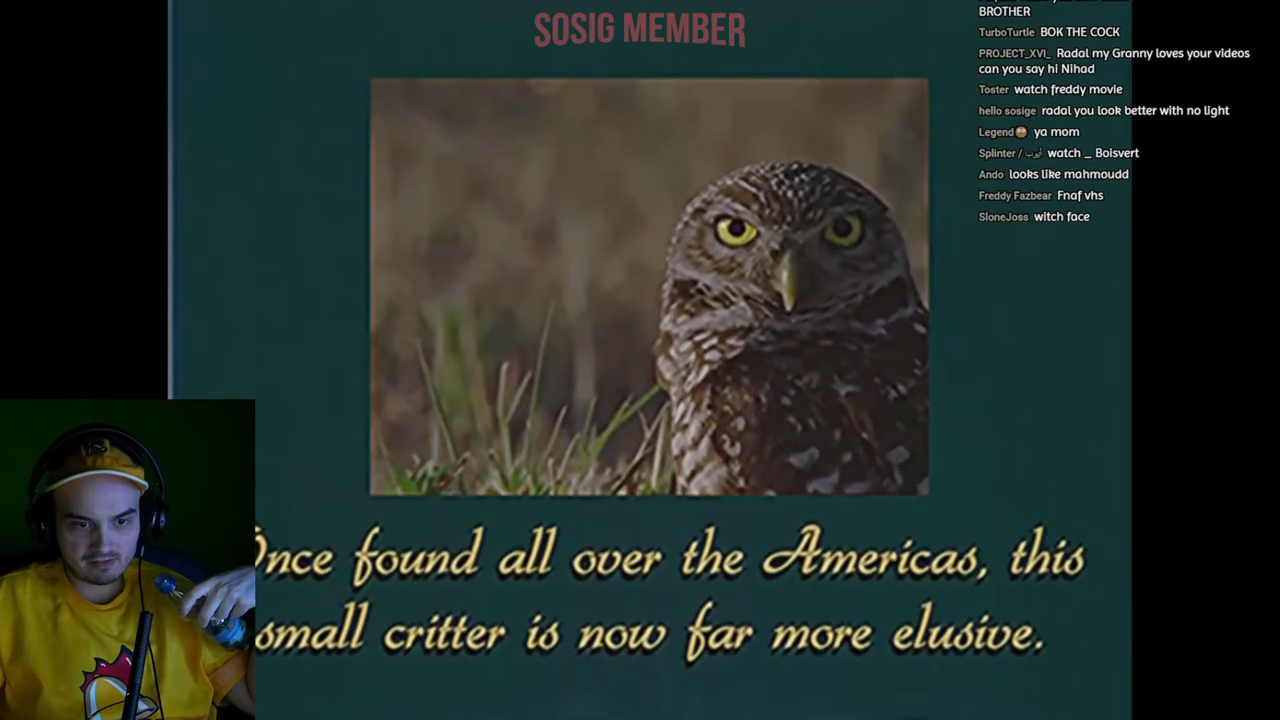 SOSIG MEMBER
BROTHER
TurboTurtle BOK THE COCK
PROJECT_XVI_ Radal my Granny loves your videos
can you say hi Nihad
Toster watch freddy movie
hello sosige radal you look better with no light
Legend😳 ya mom
Splinter / أيوب watch _ Boisvert
Ando looks like mahmoudd
Freddy Fazbear Fnaf vhs
SloneJoss witch face
Once found all over the Americas, this
small critter is now far more elusive.